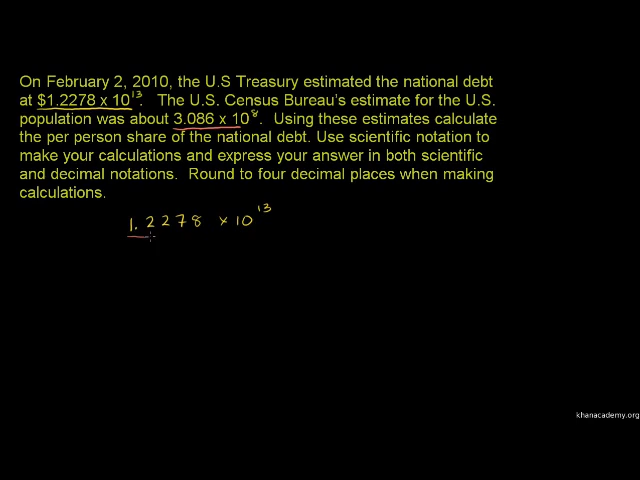 On February 2, 2010, the U.S Treasury estimated the national debt
at $1.2278 x 10¹³. The U.S. Census Bureau's estimate for the U.S.
population was about 3.086 x 10⁸. Using these estimates calculate
the per person share of the national debt. Use scientific notation to
make your calculations and express your answer in both scientific
and decimal notations. Round to four decimal places when making
calculations.
1.2278 x 10¹³
khanacademy.org